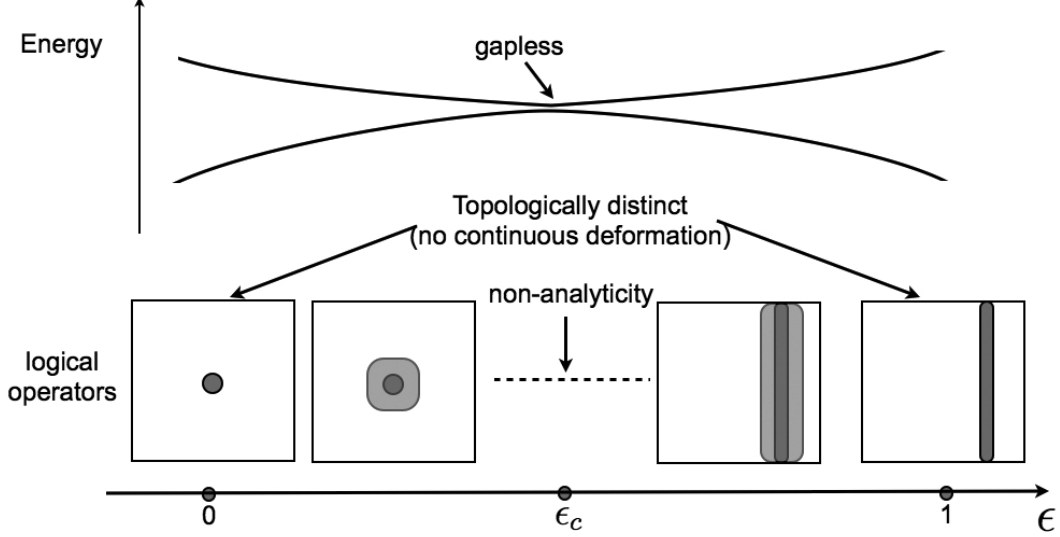 Energy
gapless
Topologically distinct
(no continuous deformation)
non-analyticity
logical
operators
0
ϵc
1
ϵ